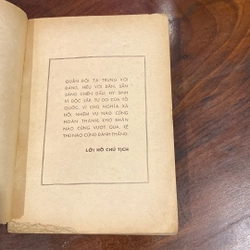 QUÂN ĐỘI TA TRUNG VỚI
ĐẢNG, HIẾU VỚI DÂN, SẴN
SÀNG CHIẾN ĐẤU, HY SINH
VÌ ĐỘC LẬP, TỰ DO CỦA TỔ
QUỐC, VÌ CHỦ NGHĨA XÃ
HỘI, NHIỆM VỤ NÀO CŨNG
HOÀN THÀNH, KHÓ KHĂN
NÀO CŨNG VƯỢT QUA, KẺ
THÙ NÀO CŨNG ĐÁNH THẮNG.
LỜI HỒ CHỦ TỊCH